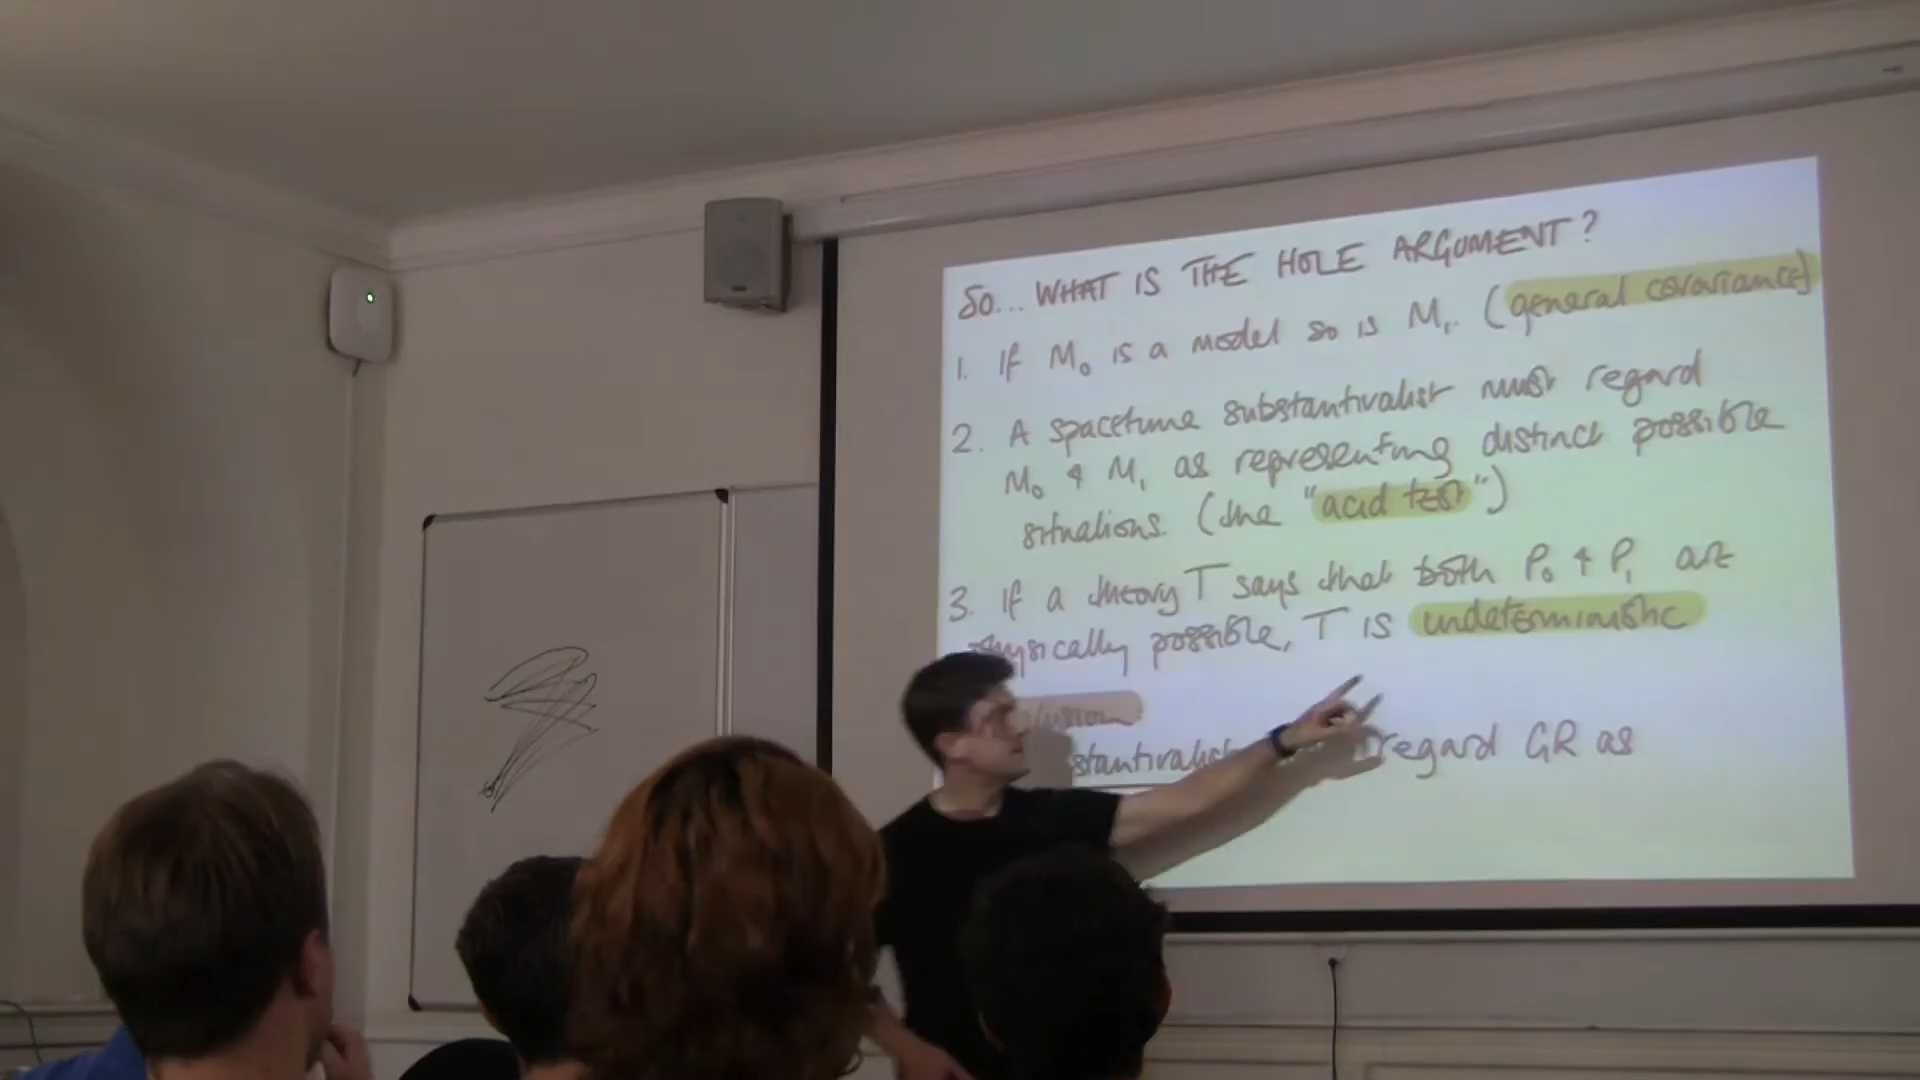 So... WHAT IS THE HOLE ARGUMENT?
1. If M₀ is a model so is M₁. (general covariance)
2. A spacetime substantivalist must regard
M₀ & M₁ as representing distinct possible
situations. (the "acid test")
3. If a theory T says that both P₀ & P₁ are
physically possible, T is indeterministic
regard GR as